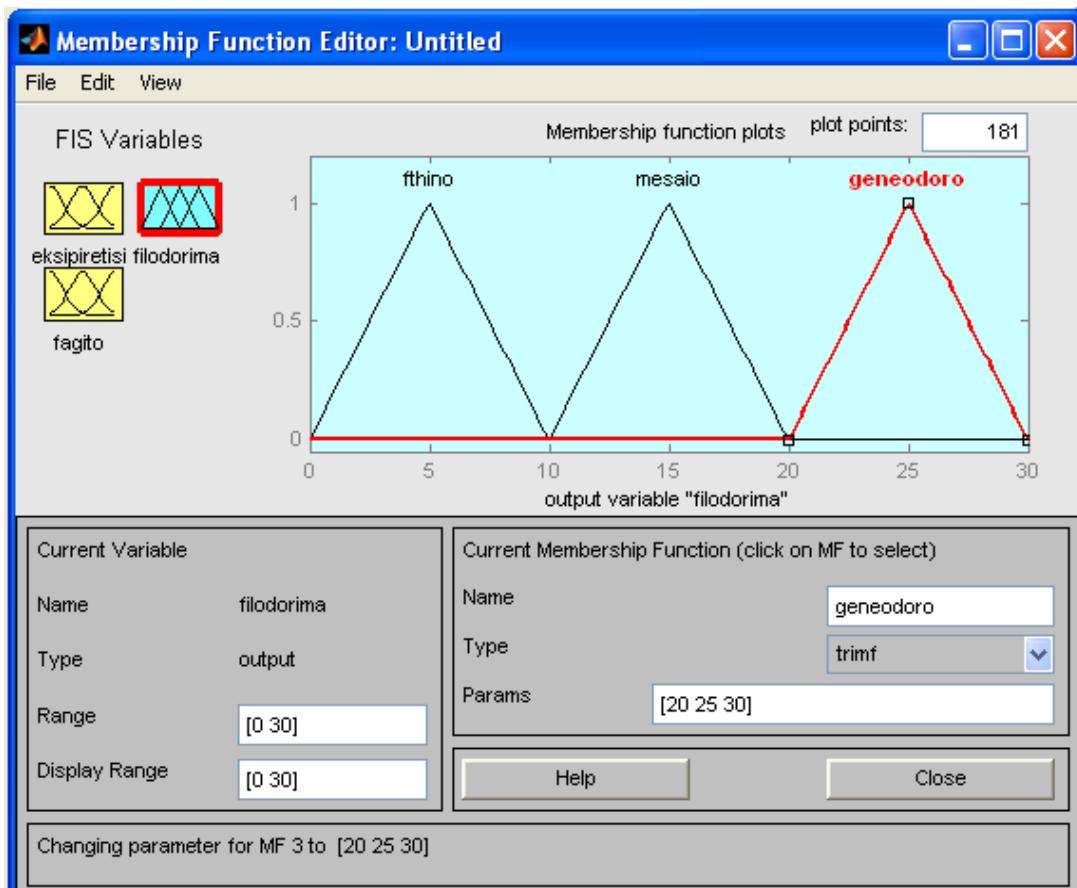 Membership Function Editor: Untitled
File Edit View
FIS Variables
eksipiretisi filodorima
fagito
Membership function plots plot points: 181
fthino mesaio geneodoro
1
0.5
0
0 5 10 15 20 25 30
output variable "filodorima"
Current Variable
Name filodorima
Type output
Range [0 30]
Display Range [0 30]
Current Membership Function (click on MF to select)
Name geneodoro
Type trimf
Params [20 25 30]
Help Close
Changing parameter for MF 3 to [20 25 30]